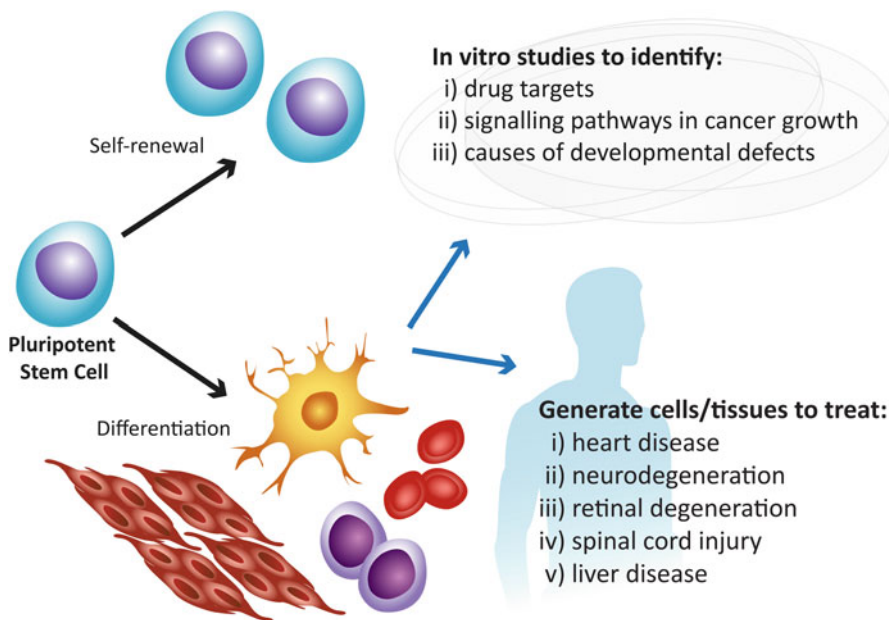 Self-renewal
Pluripotent
Stem Cell
Differentiation
In vitro studies to identify:
i) drug targets
ii) signalling pathways in cancer growth
iii) causes of developmental defects
Generate cells/tissues to treat:
i) heart disease
ii) neurodegeneration
iii) retinal degeneration
iv) spinal cord injury
v) liver disease